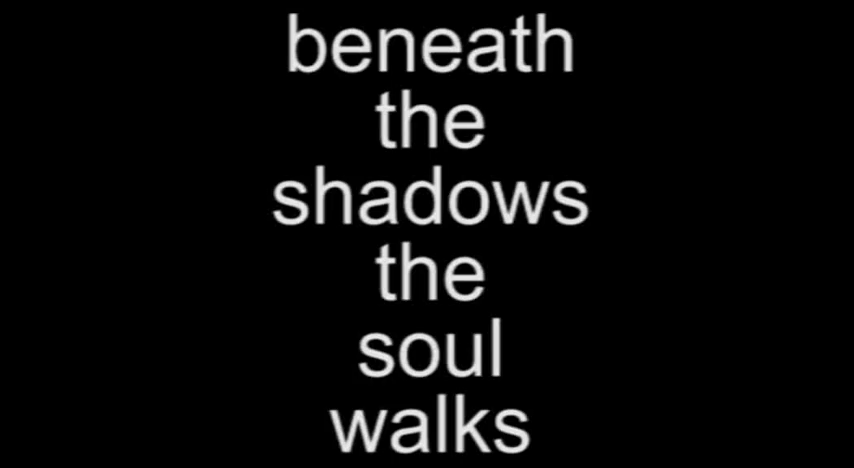 beneath
the
shadows
the
soul
walks